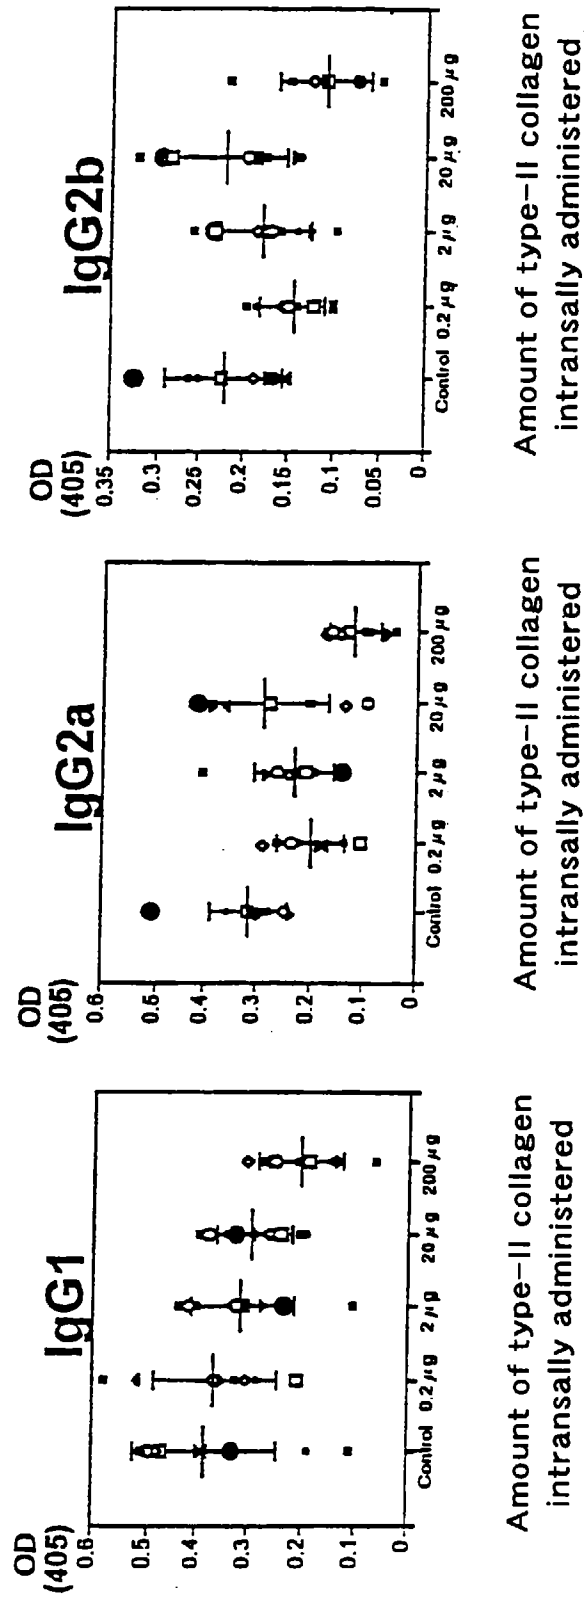 IgG1
OD
(405)
0.6
0.5
0.4
0.3
0.2
0.1
0
Control 0.2 μg 2 μg 20 μg 200 μg
Amount of type-II collagen
intransally administered
IgG2a
OD
(405)
0.6
0.5
0.4
0.3
0.2
0.1
0
Control 0.2 μg 2 μg 20 μg 200 μg
Amount of type-II collagen
intransally administered
IgG2b
OD
(405)
0.35
0.3
0.25
0.2
0.15
0.1
0.05
0
Control 0.2 μg 2 μg 20 μg 200 μg
Amount of type-II collagen
intransally administered